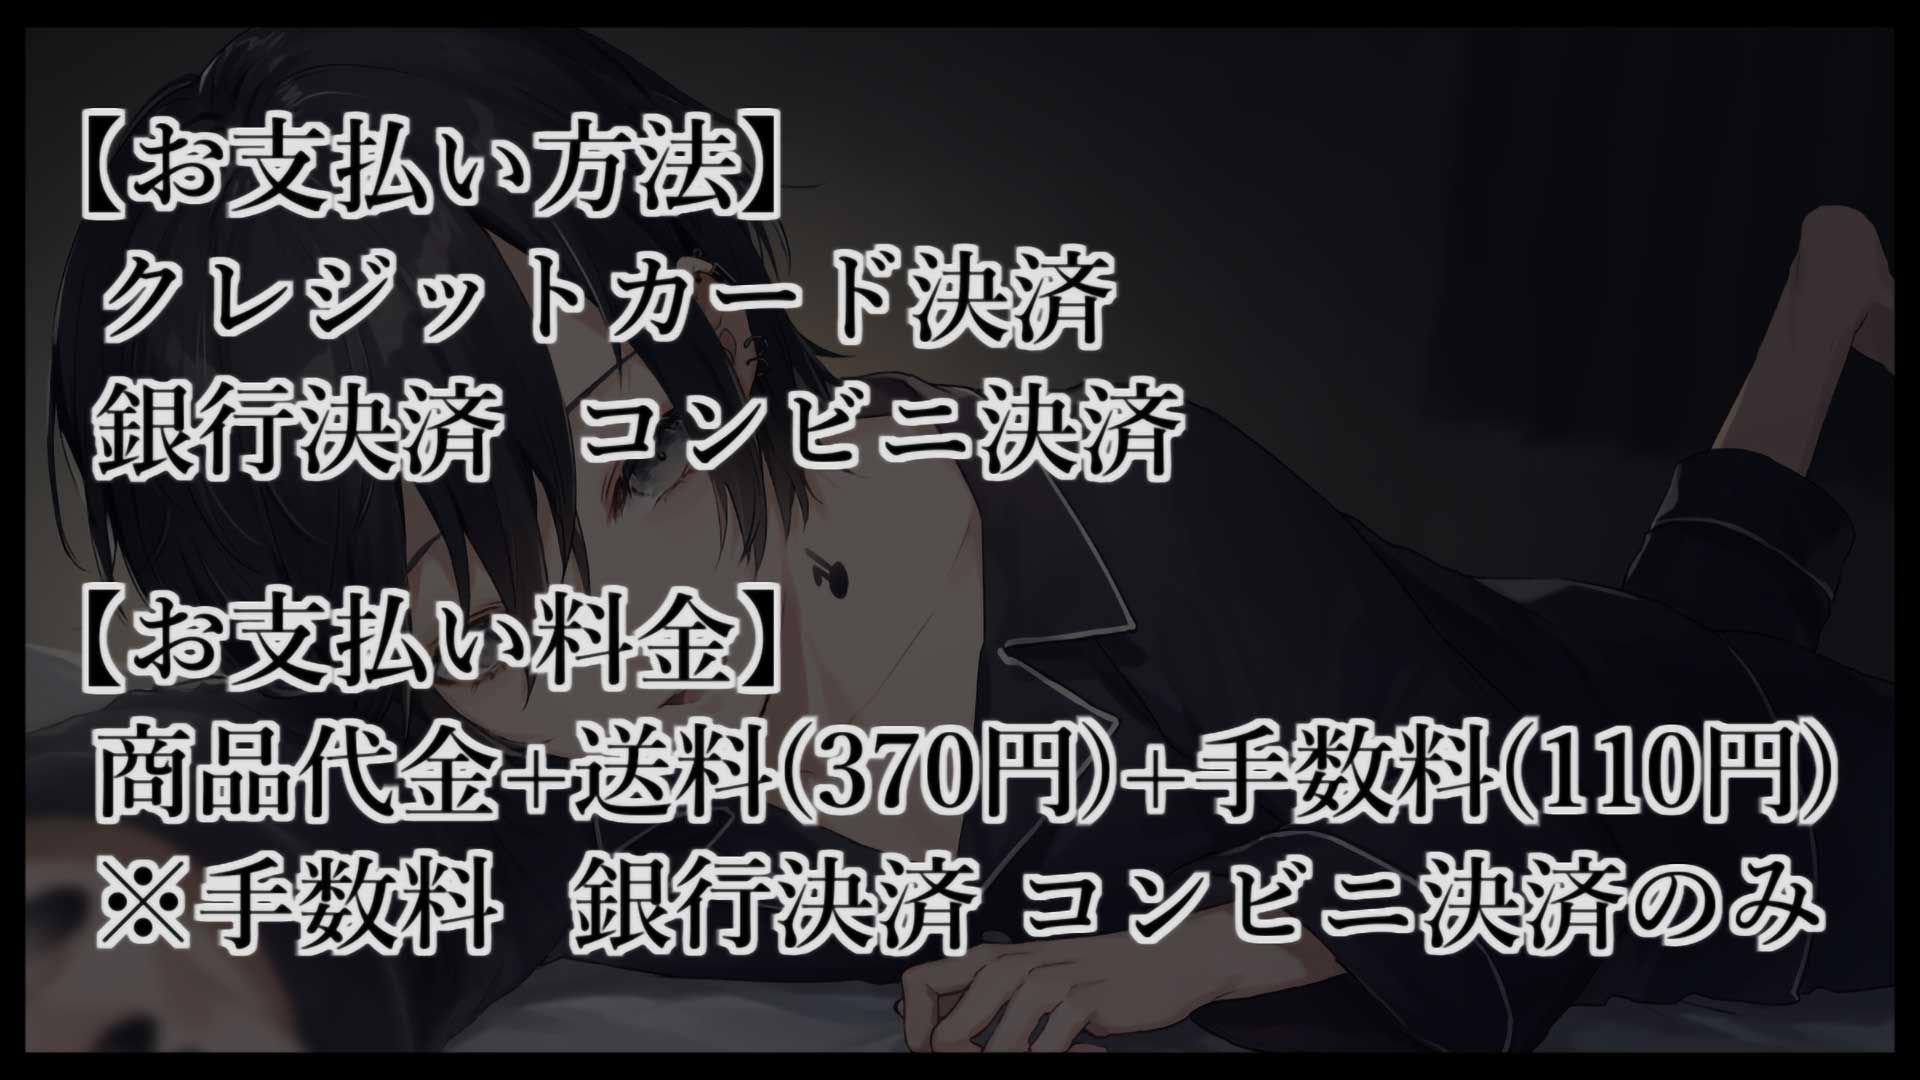 【お支払い方法】
クレジットカード決済
銀行決済 コンビニ決済
【お支払い料金】
商品代金+送料(370円)+手数料(110円)
※手数料 銀行決済 コンビニ決済のみ